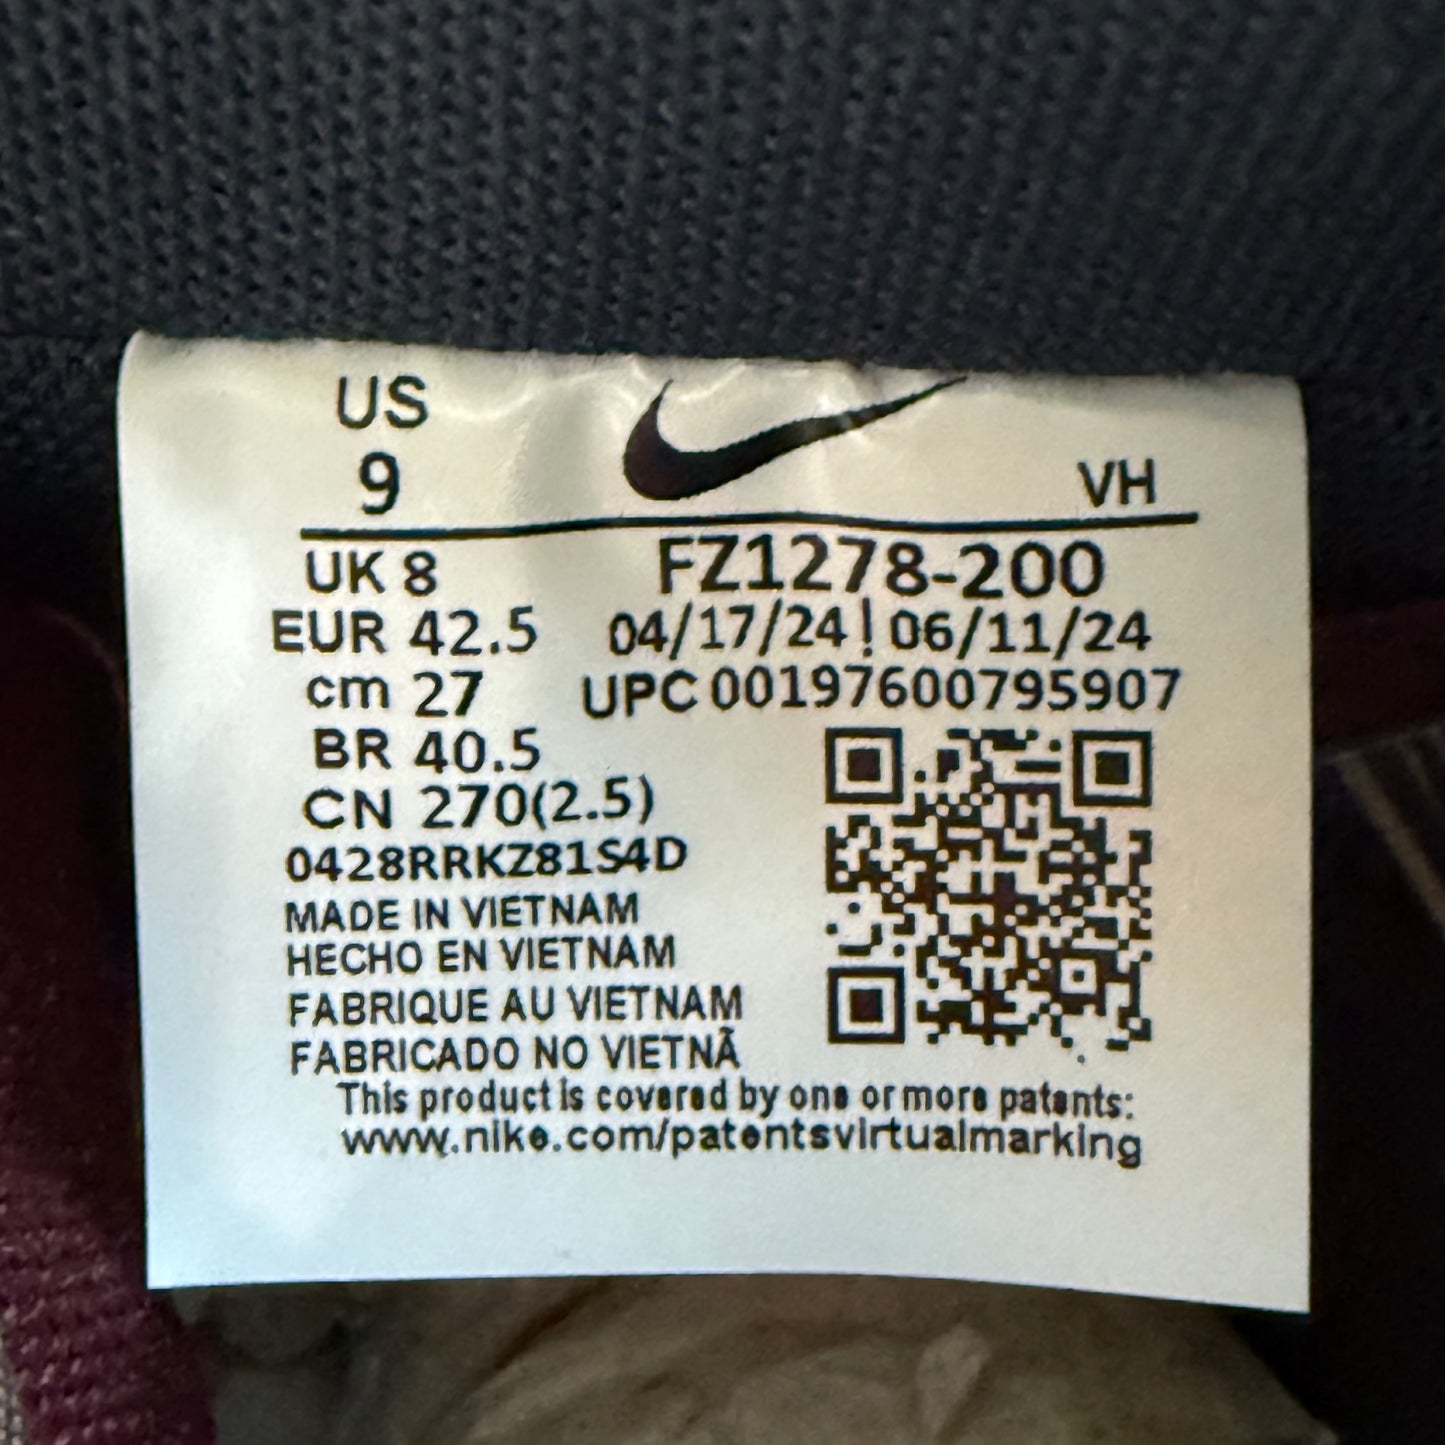 US
9
VH
UK 8
FZ1278-200
EUR 42.5
04/17/24 ! 06/11/24
cm 27
UPC 00197600795907
BR 40.5
CN 270(2.5)
0428RRKZ81S4D
MADE IN VIETNAM
HECHO EN VIETNAM
FABRIQUE AU VIETNAM
FABRICADO NO VIETNÃ
This product is covered by one or more patents:
www.nike.com/patentsvirtualmarking